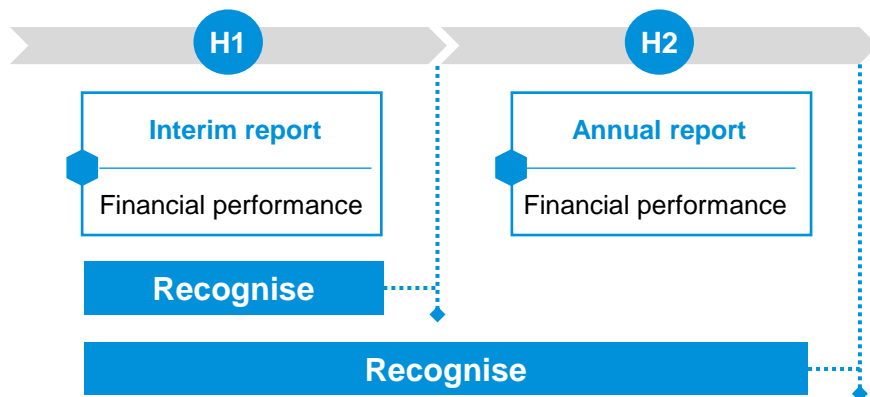 H1
H2
Interim report
Annual report
Financial performance
Financial performance
Recognise
Recognise